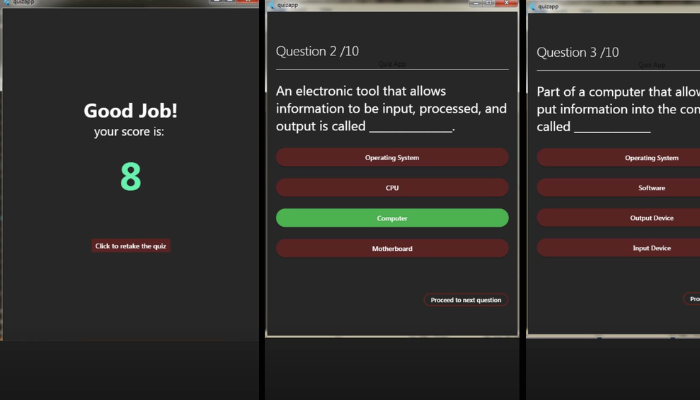 quizapp
Good Job!
your score is:
8
Click to retake the quiz
quizapp
Question 2 /10
Quiz App
An electronic tool that allows
information to be input, processed, and
output is called ______________.
Operating System
CPU
Computer
Motherboard
Proceed to next question
quizapp
Question 3 /10
Quiz App
Part of a computer that allow
put information into the con
called _____________
Operating System
Software
Output Device
Input Device
Pro